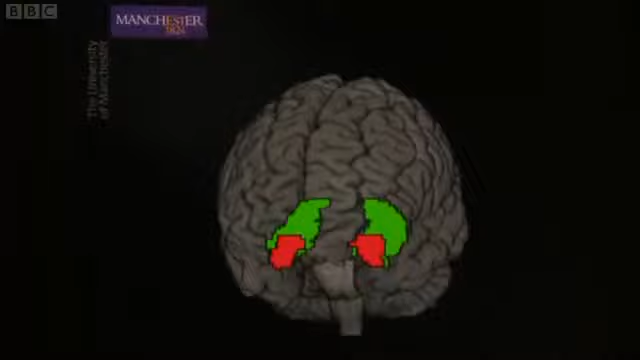 BBC
MANCHESTER
1824
The University
of Manchester